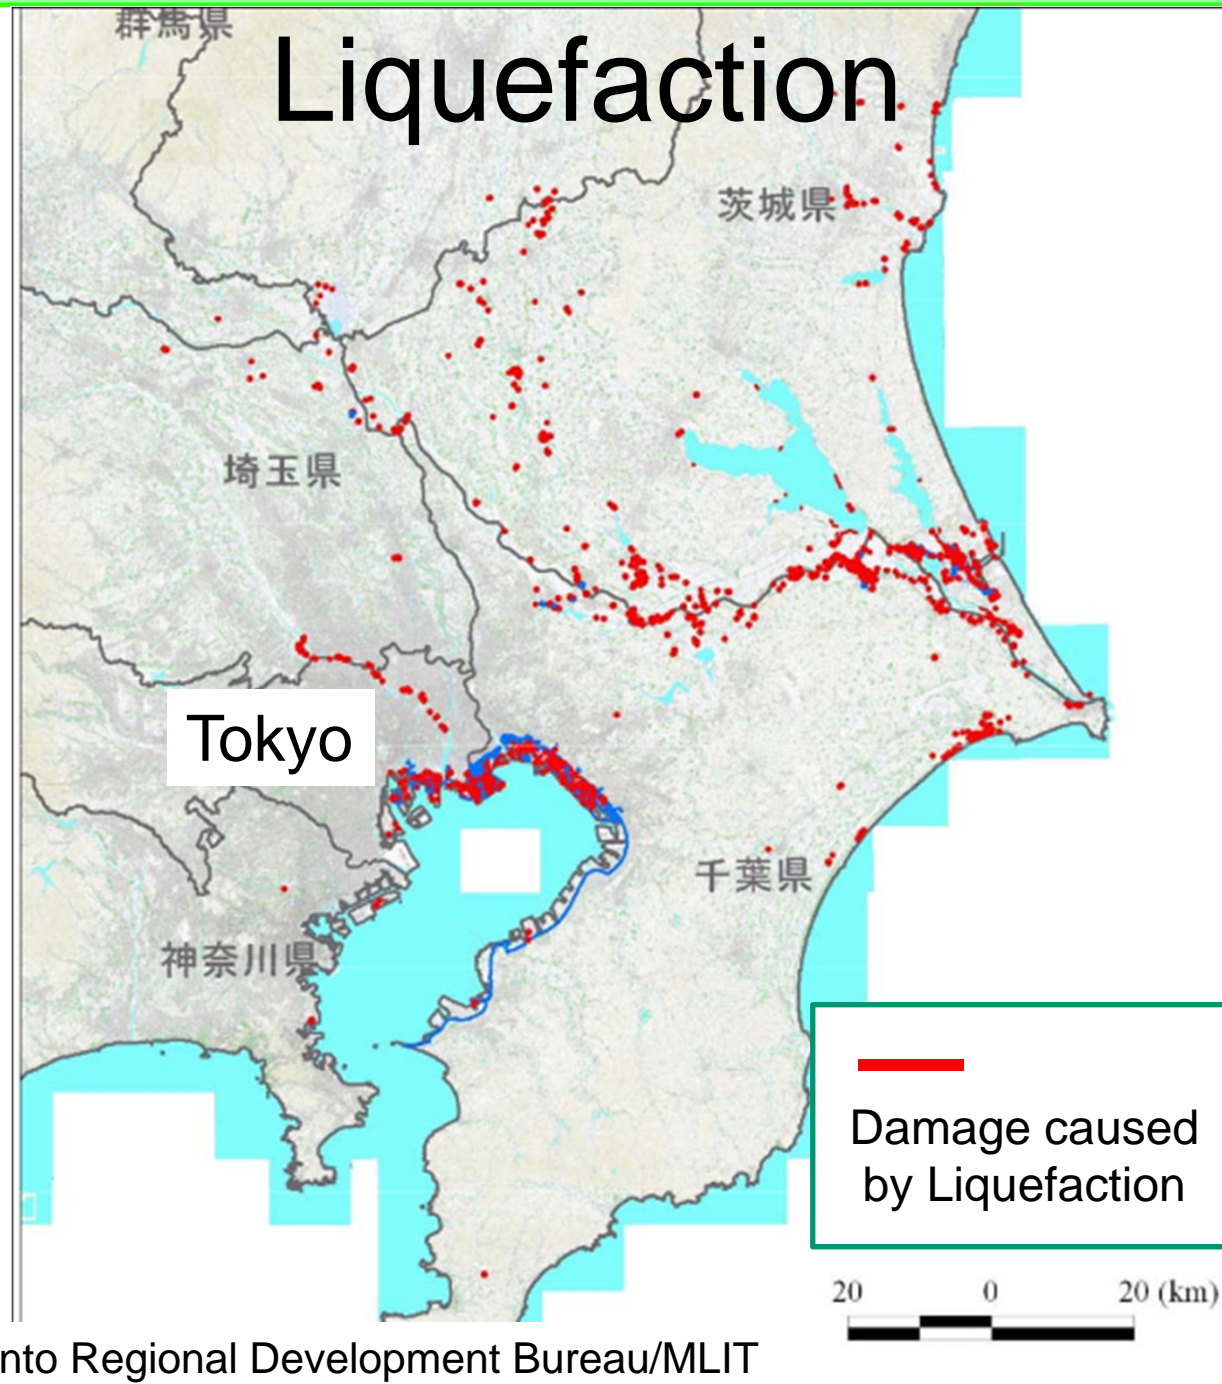 群馬県
Liquefaction
茨城県
埼玉県
Tokyo
千葉県
神奈川県
Damage caused
by Liquefaction
20 0 20 (km)
nto Regional Development Bureau/MLIT